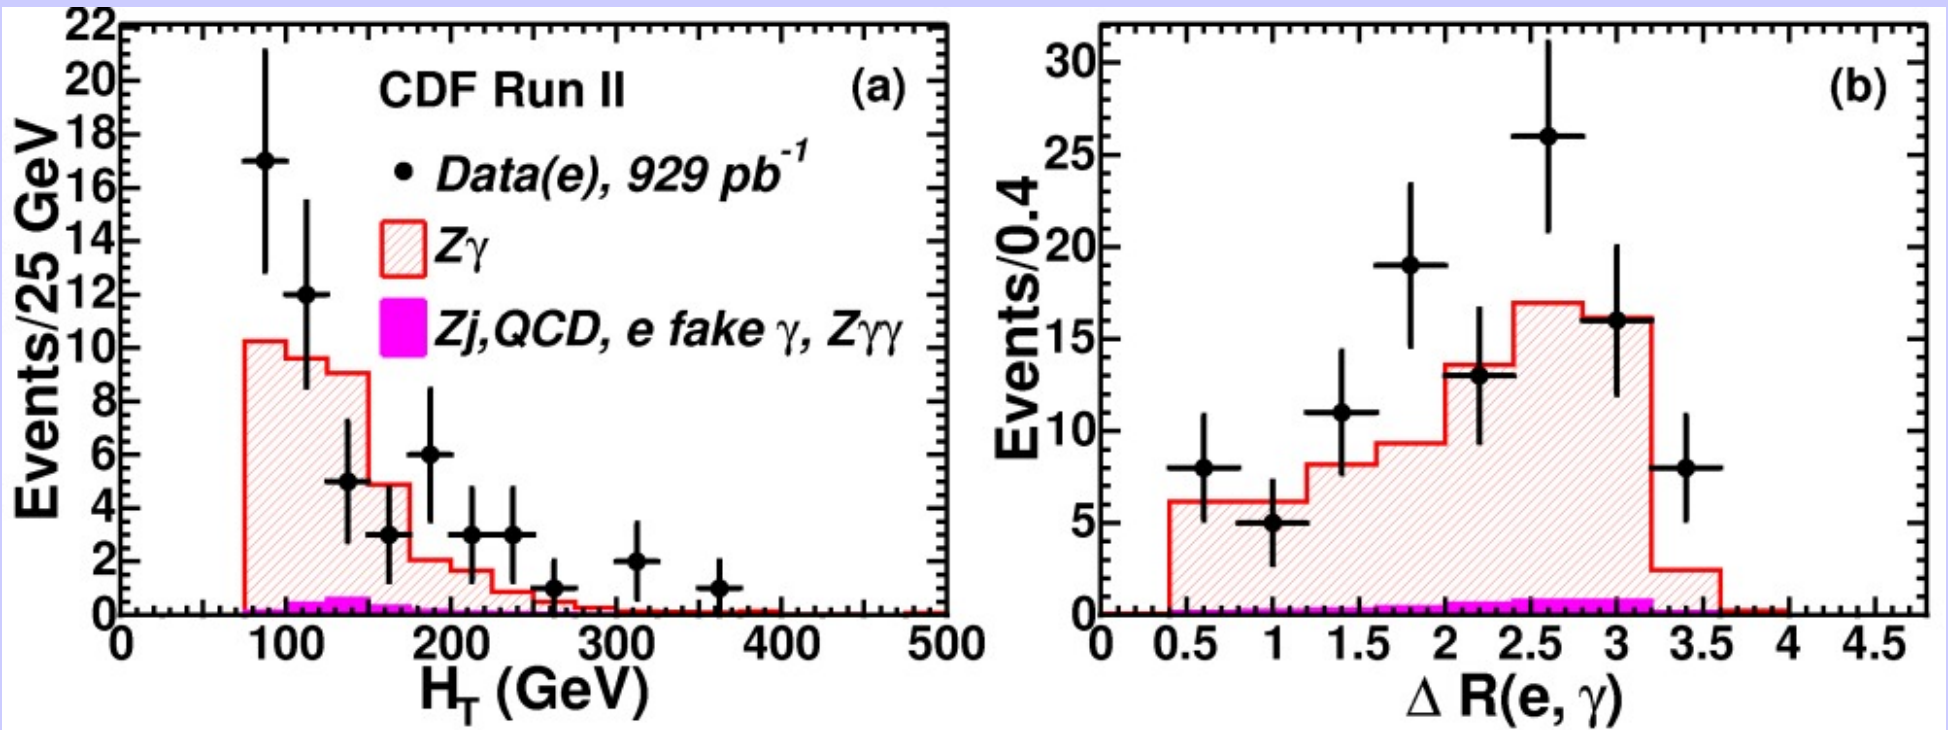 22
20
18
16
14
12
10
8
6
4
2
0
Events/25 GeV
CDF Run II
(a)
Data(e), 929 pb⁻¹
Zγ
Zj,QCD, e fake γ, Zγγ
0 100 200 300 400 500
H_T (GeV)
30
25
20
15
10
5
0
Events/0.4
(b)
0 0.5 1 1.5 2 2.5 3 3.5 4 4.5
Δ R(e, γ)